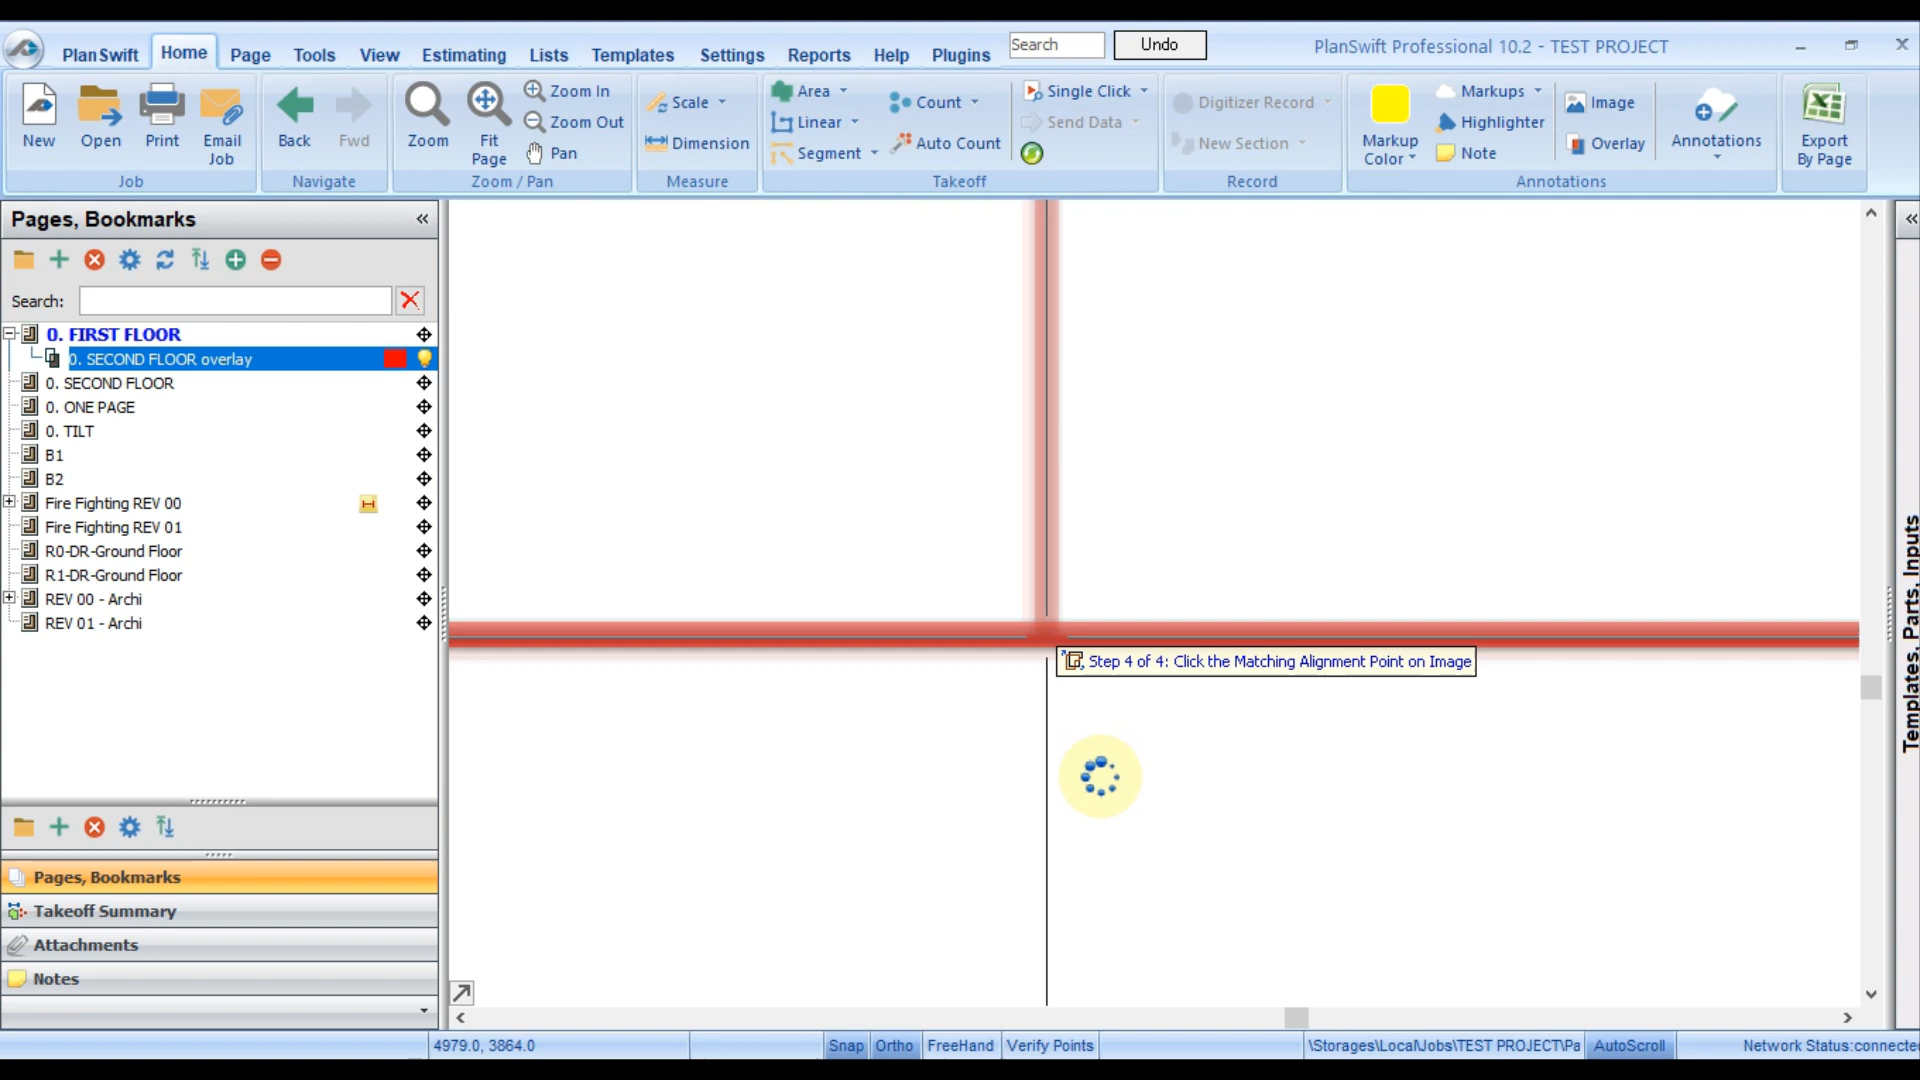 PlanSwift Home Page Tools View Estimating Lists Templates Settings Reports Help Plugins Search Undo PlanSwift Professional 10.2 - TEST PROJECT
New Open Print Email Job
Job
Back Fwd
Navigate
Zoom Fit Page
Zoom In
Zoom Out
Pan
Zoom / Pan
Scale
Dimension
Measure
Area
Linear
Segment
Count
Auto Count
Single Click
Send Data
Takeoff
Digitizer Record
New Section
Record
Markup Color
Markups
Highlighter
Note
Image
Overlay
Annotations
Annotations
Export By Page
Pages, Bookmarks
Search:
0. FIRST FLOOR
0. SECOND FLOOR overlay
0. SECOND FLOOR
0. ONE PAGE
0. TILT
B1
B2
Fire Fighting REV 00
Fire Fighting REV 01
R0-DR-Ground Floor
R1-DR-Ground Floor
REV 00 - Archi
REV 01 - Archi
Pages, Bookmarks
Takeoff Summary
Attachments
Notes
Step 4 of 4: Click the Matching Alignment Point on Image
Templates, Parts, Inputs
4979.0, 3864.0 Snap Ortho FreeHand Verify Points \Storages\Local\Jobs\TEST PROJECT\Pa AutoScroll Network Status:connecte